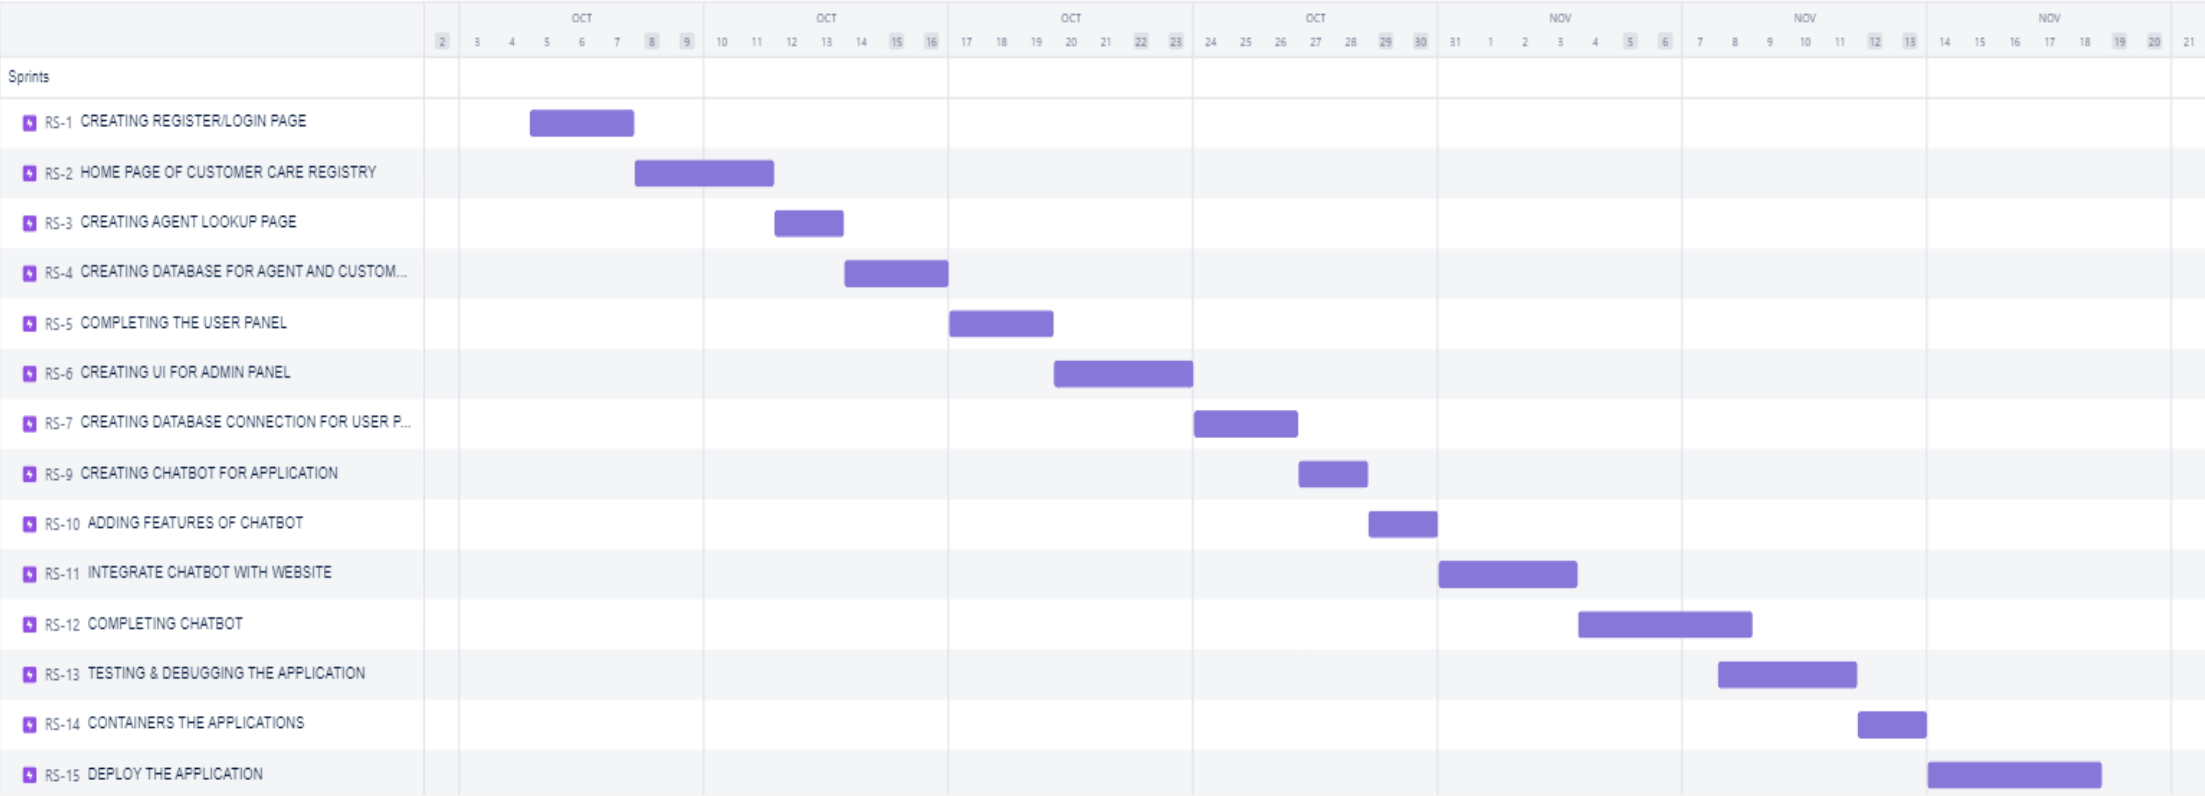 OCT OCT OCT OCT NOV NOV NOV
2 3 4 5 6 7 8 9 10 11 12 13 14 15 16 17 18 19 20 21 22 23 24 25 26 27 28 29 30 31 1 2 3 4 5 6 7 8 9 10 11 12 13 14 15 16 17 18 19 20 21
Sprints
RS-1 CREATING REGISTER/LOGIN PAGE
RS-2 HOME PAGE OF CUSTOMER CARE REGISTRY
RS-3 CREATING AGENT LOOKUP PAGE
RS-4 CREATING DATABASE FOR AGENT AND CUSTOM...
RS-5 COMPLETING THE USER PANEL
RS-6 CREATING UI FOR ADMIN PANEL
RS-7 CREATING DATABASE CONNECTION FOR USER P...
RS-9 CREATING CHATBOT FOR APPLICATION
RS-10 ADDING FEATURES OF CHATBOT
RS-11 INTEGRATE CHATBOT WITH WEBSITE
RS-12 COMPLETING CHATBOT
RS-13 TESTING & DEBUGGING THE APPLICATION
RS-14 CONTAINERS THE APPLICATIONS
RS-15 DEPLOY THE APPLICATION